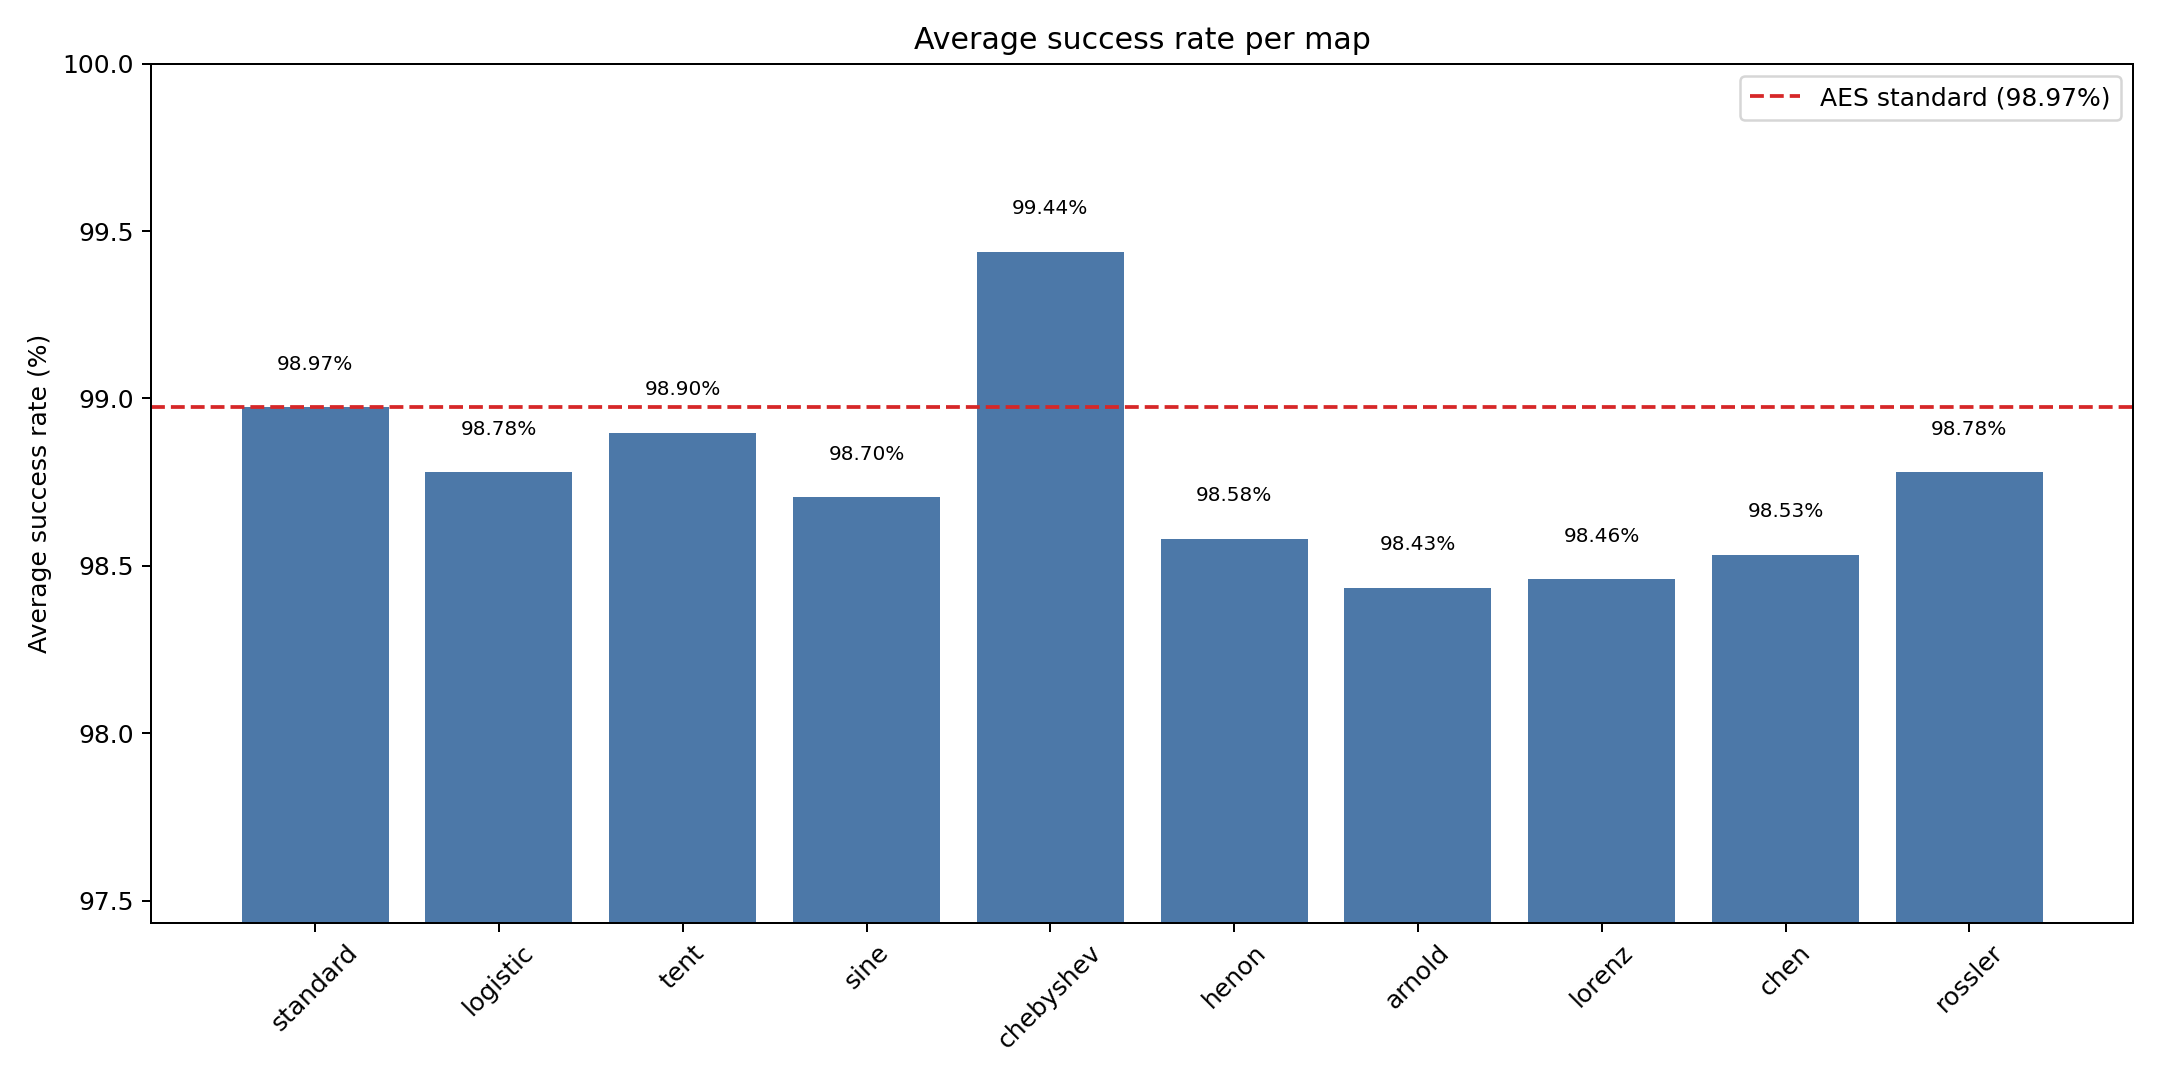 Average success rate per map
100.0
99.5
99.0
98.5
98.0
97.5
Average success rate (%)
AES standard (98.97%)
98.97%
98.78%
98.90%
98.70%
99.44%
98.58%
98.43%
98.46%
98.53%
98.78%
standard
logistic
tent
sine
chebyshev
henon
arnold
lorenz
chen
rossler